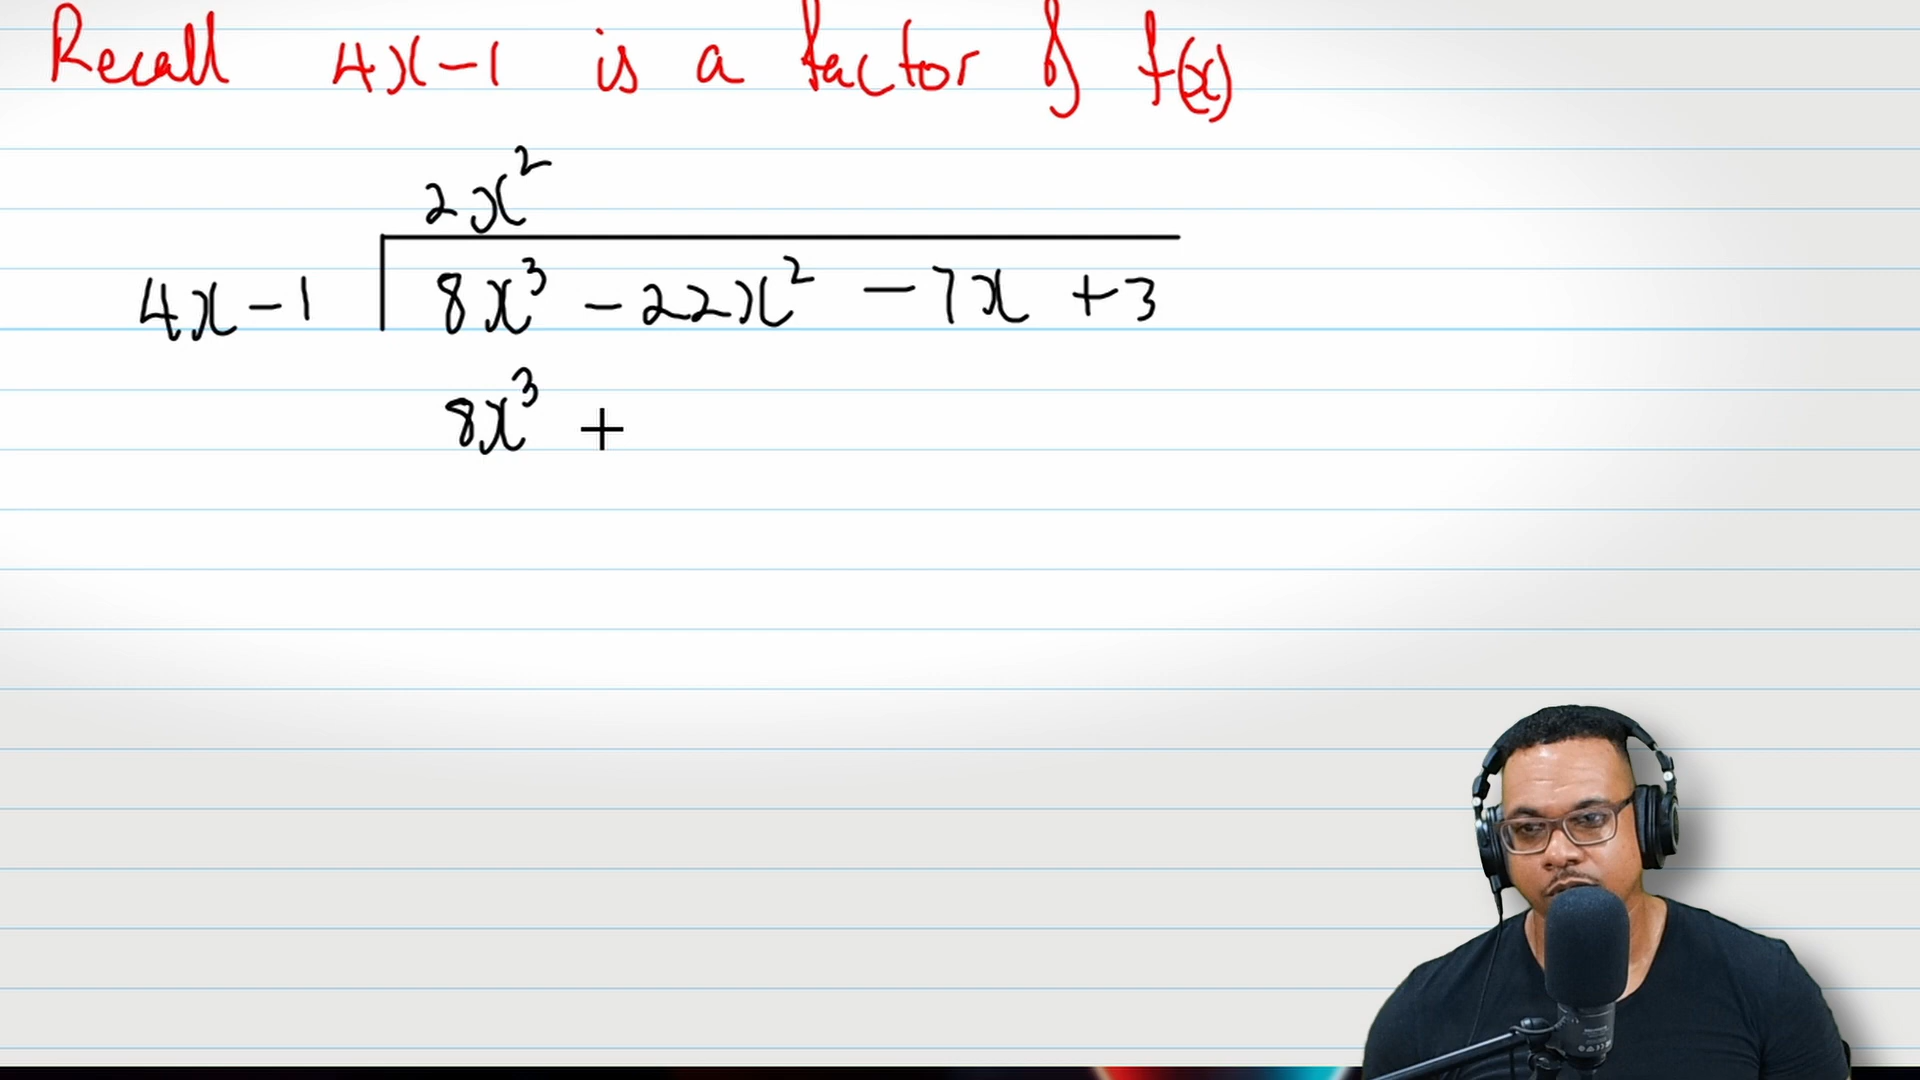 Recall 4x-1 is a factor of f(x)
2x²
4x-1 8x³ -22x² -7x +3
8x³ +